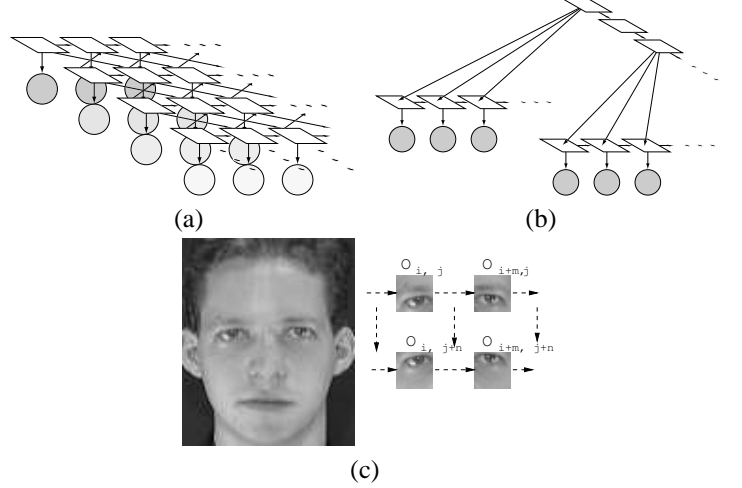 (a)
(b)
O i, j
O i+m,j
O i, j+n
O i+m, j+n
(c)